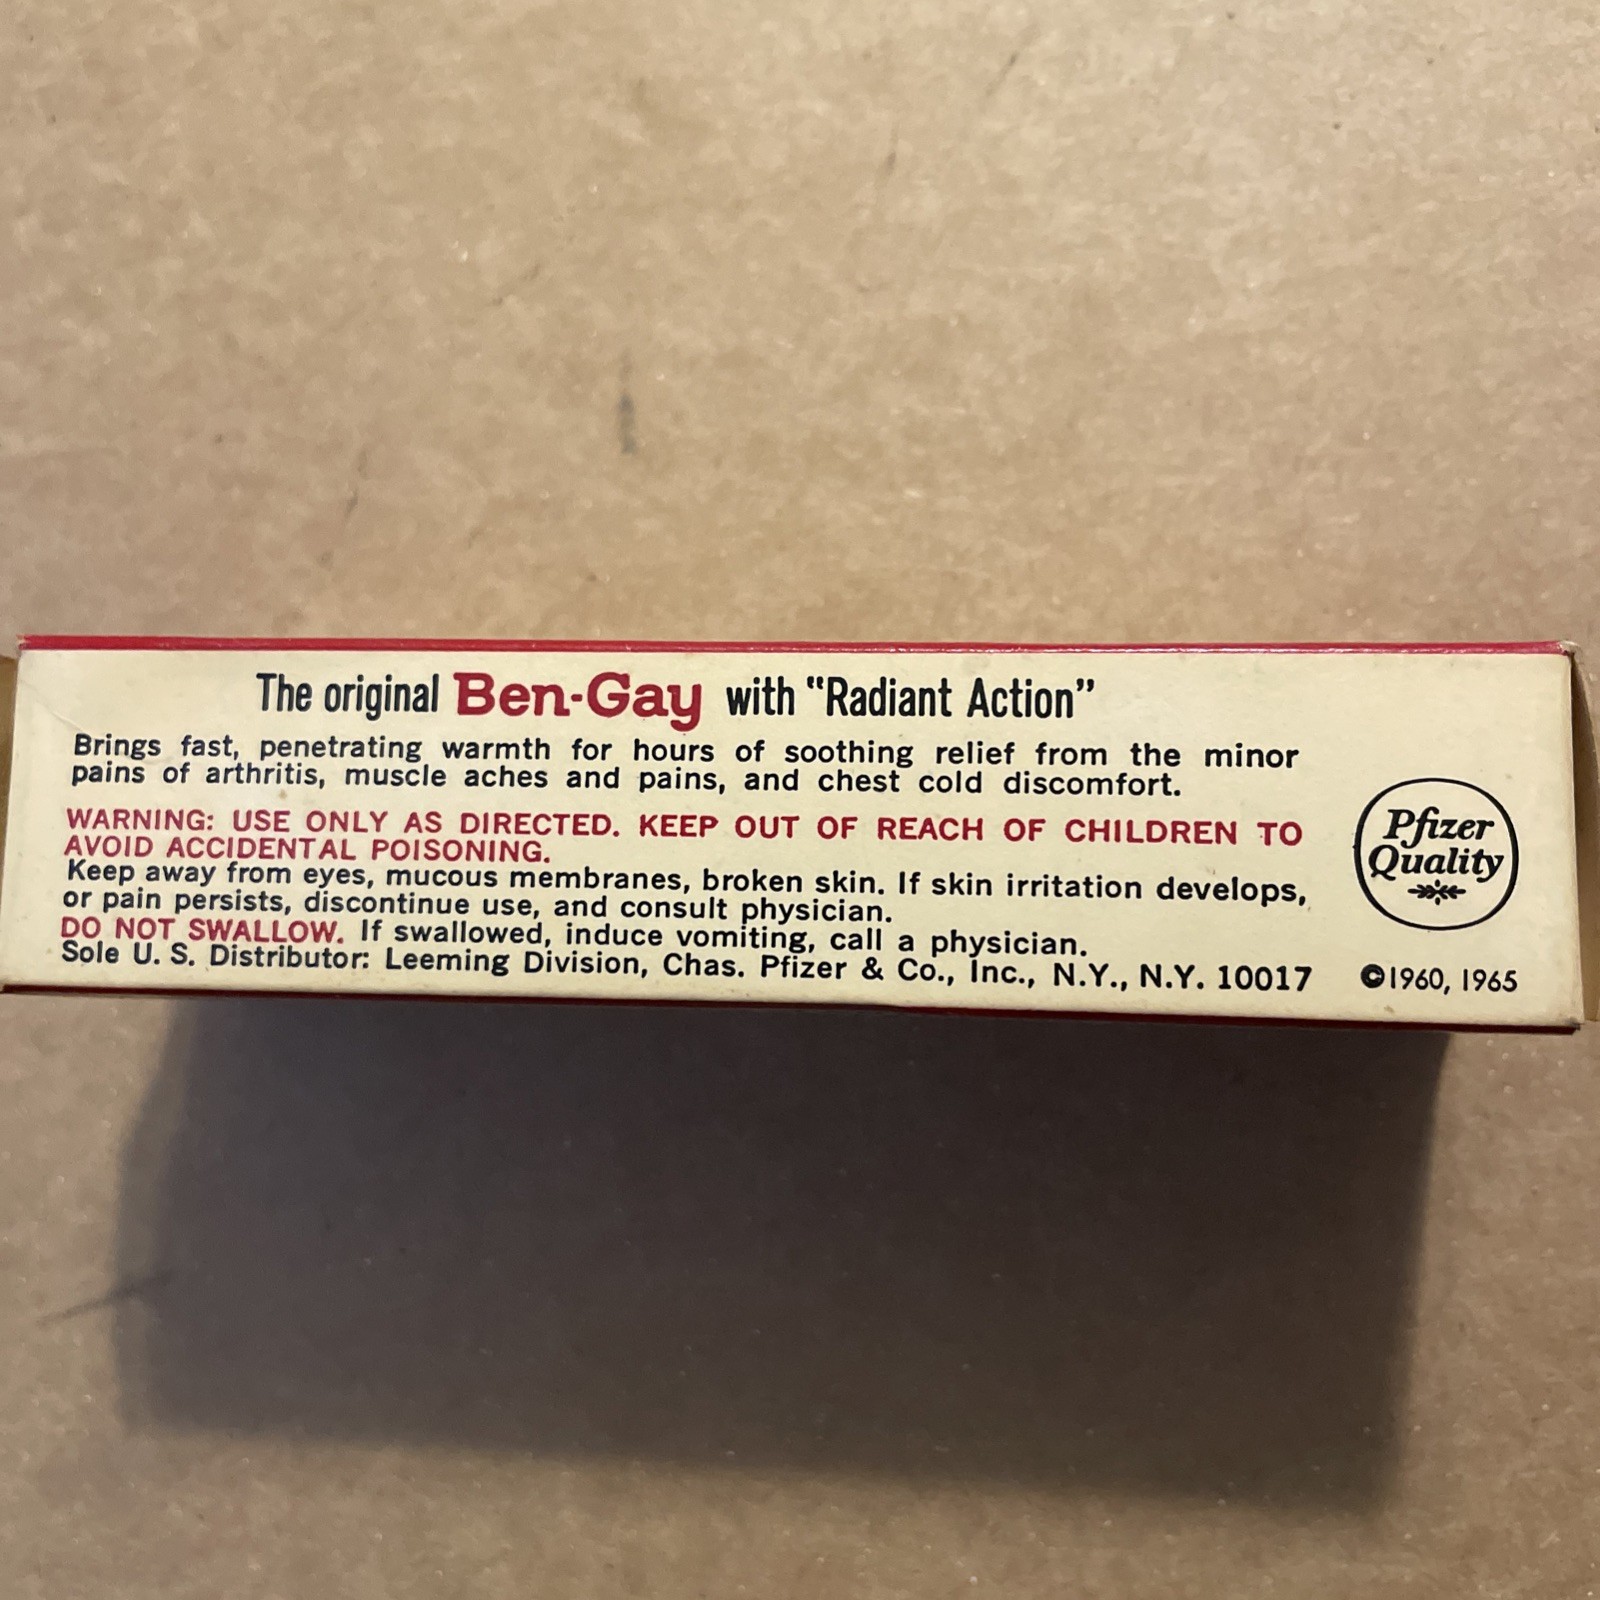 The original Ben-Gay with "Radiant Action"
Brings fast, penetrating warmth for hours of soothing relief from the minor
pains of arthritis, muscle aches and pains, and chest cold discomfort.
WARNING: USE ONLY AS DIRECTED. KEEP OUT OF REACH OF CHILDREN TO
AVOID ACCIDENTAL POISONING.
Keep away from eyes, mucous membranes, broken skin. If skin irritation develops,
or pain persists, discontinue use, and consult physician.
DO NOT SWALLOW. If swallowed, induce vomiting, call a physician.
Sole U. S. Distributor: Leeming Division, Chas. Pfizer & Co., Inc., N.Y., N.Y. 10017
Pfizer
Quality
©1960, 1965